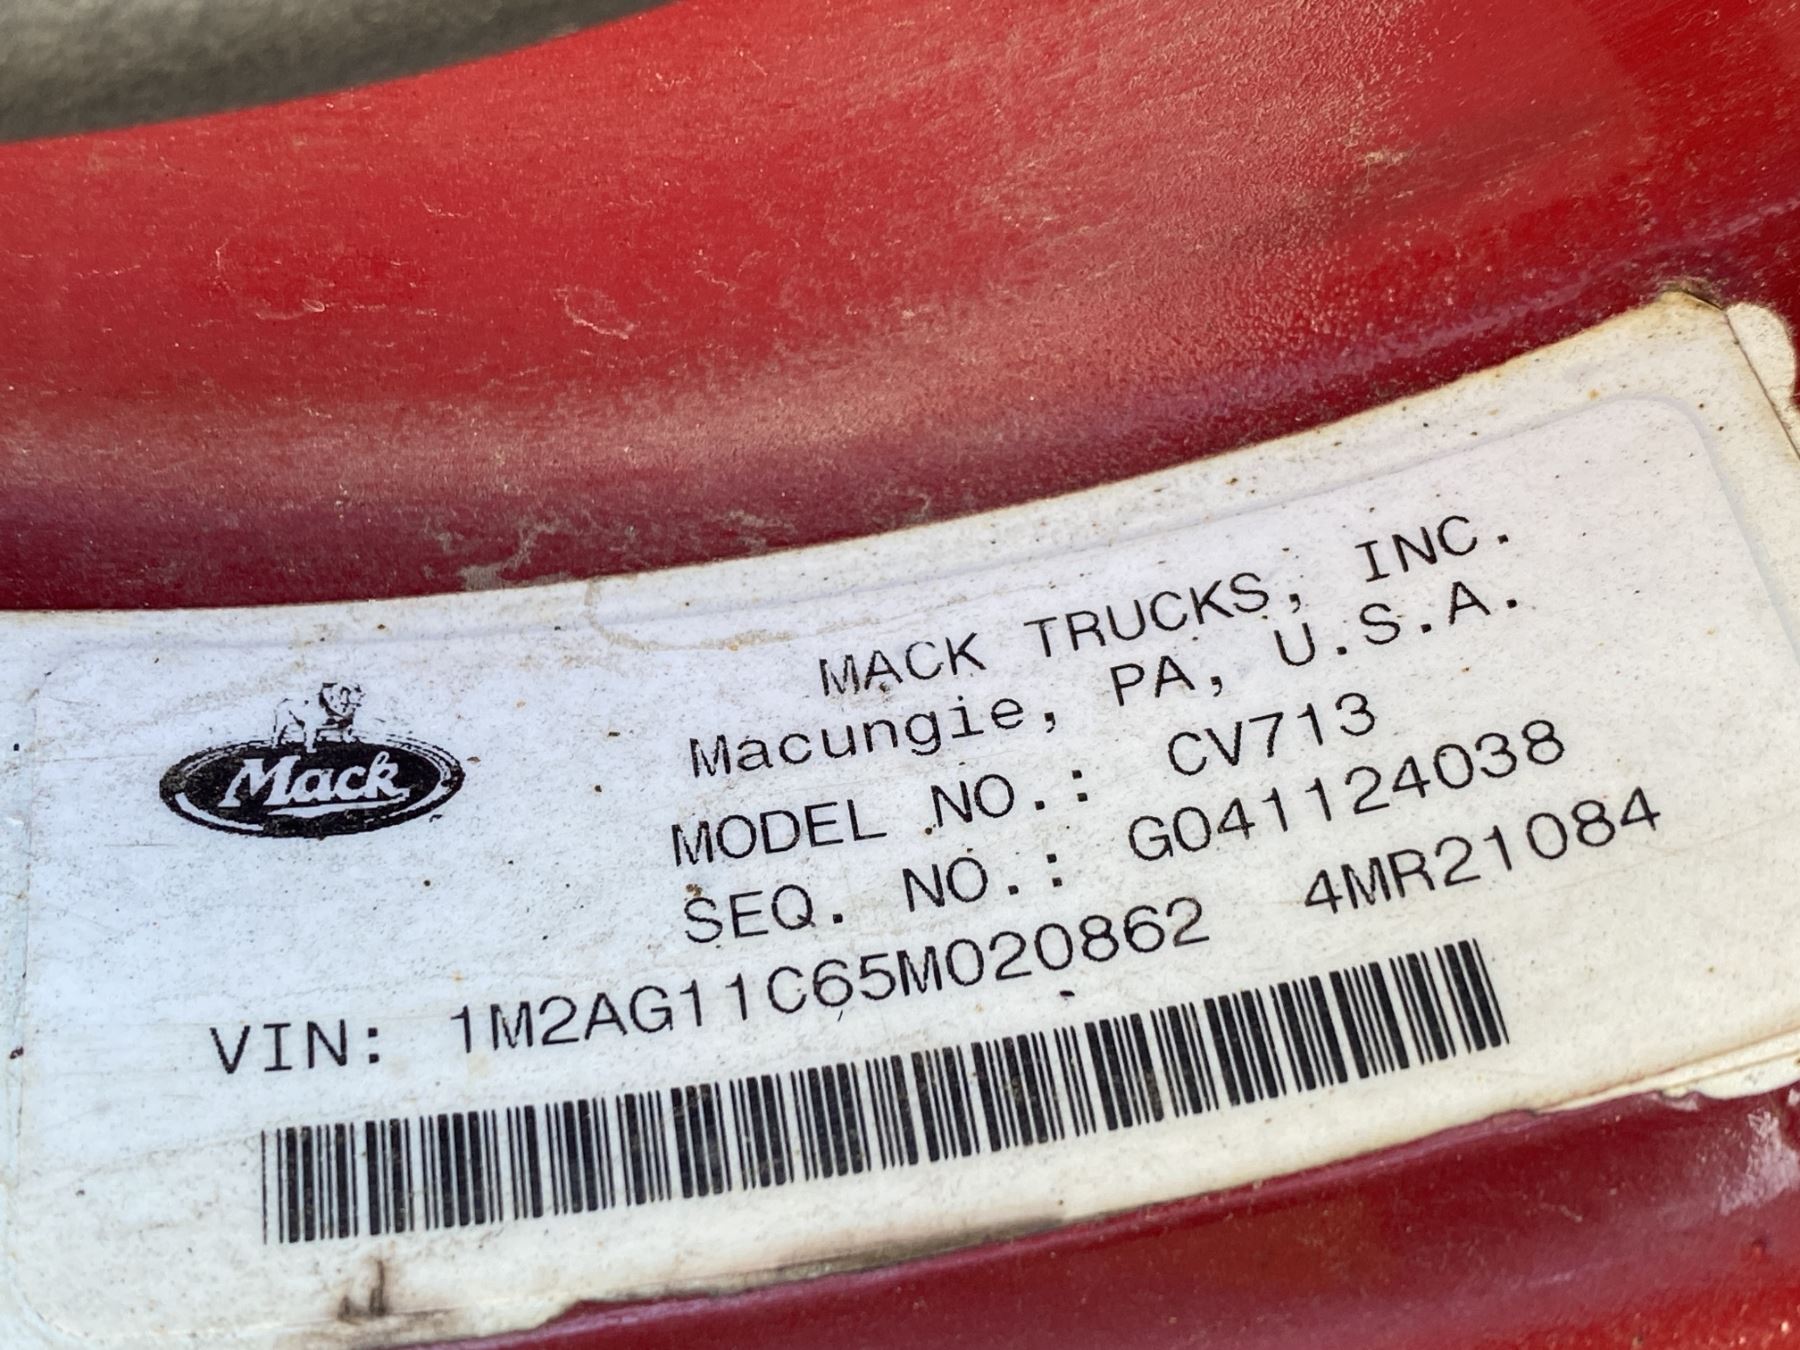 Mack
MACK TRUCKS, INC.
Macungie, PA, U.S.A.
MODEL NO.: CV713
SEQ. NO.: G041124038
VIN: 1M2AG11C65M020862 4MR21084